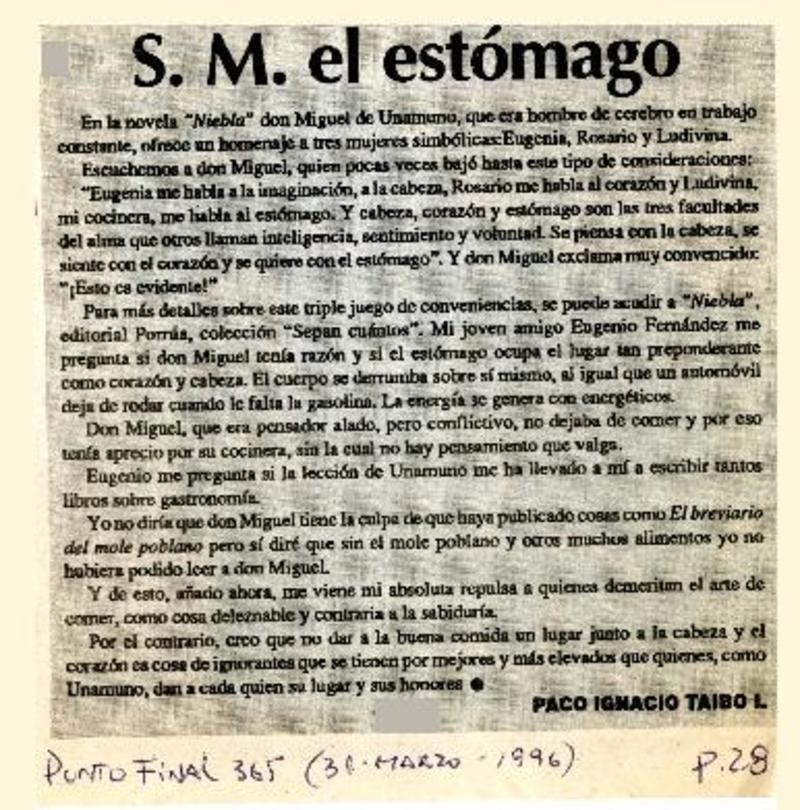 S. M. el estómago
En la novela "Niebla" don Miguel de Unamuno, que era hombre de cerebro en trabajo
constante, ofrece un homenaje a tres mujeres simbólicas:Eugenia, Rosario y Ludivina.
Escuchemos a don Miguel, quien pocas veces bajó hasta este tipo de consideraciones:
"Eugenia me habla a la imaginación, a la cabeza, Rosario me habla al corazón y Ludivina,
mi cocinera, me habla al estómago. Y cabeza, corazón y estómago son las tres facultades
del alma que otros llaman inteligencia, sentimiento y voluntad. Se piensa con la cabeza, se
siente con el corazón y se quiere con el estómago". Y don Miguel exclama muy convencido:
"¡Esto es evidente!"
Para más detalles sobre este triple juego de conveniencias, se puede acudir a "Niebla",
editorial Porrúa, colección "Sepan cuántos". Mi joven amigo Eugenio Fernández me
pregunta si don Miguel tenía razón y si el estómago ocupa el lugar tan preponderante
como corazón y cabeza. El cuerpo se derrumba sobre sí mismo, al igual que un automóvil
deja de rodar cuando le falta la gasolina. La energía se genera con energéticos.
Don Miguel, que era pensador alado, pero conflictivo, no dejaba de comer y por eso
tenía aprecio por su cocinera, sin la cual no hay pensamiento que valga.
Eugenio me pregunta si la lección de Unamuno me ha llevado a mí a escribir tantos
libros sobre gastronomía.
Yo no diría que don Miguel tiene la culpa de que haya publicado cosas como El breviario
del mole poblano pero sí diré que sin el mole poblano y otros muchos alimentos yo no
hubiera podido leer a don Miguel.
Y de esto, añado ahora, me viene mi absoluta repulsa a quienes demeritan el arte de
comer, como cosa deleznable y contraria a la sabiduría.
Por el contrario, creo que no dar a la buena comida un lugar junto a la cabeza y el
corazón es cosa de ignorantes que se tienen por mejores y más elevados que quienes, como
Unamuno, dan a cada quien su lugar y sus honores ●
PACO IGNACIO TAIBO I.
PUNTO FINAL 365 (31-MARZO-1996) P.28